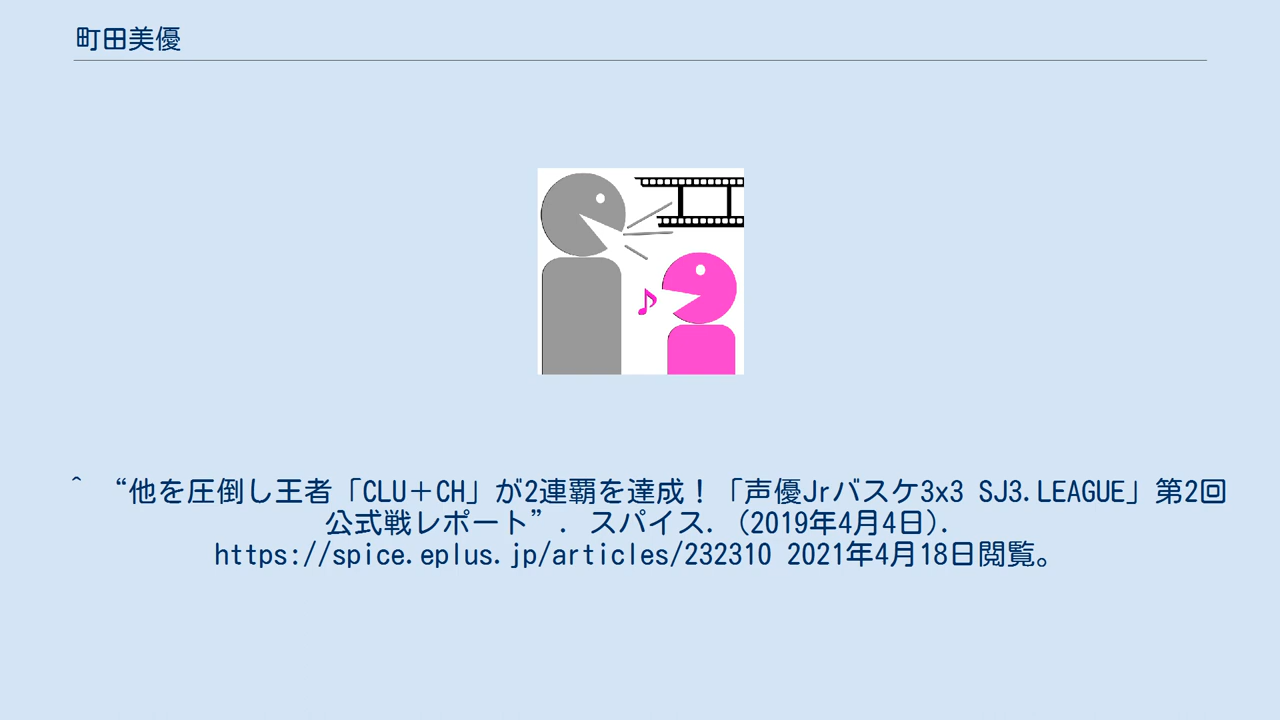 町田美優
^ “他を圧倒し王者「CLU＋CH」が2連覇を達成！「声優Jrバスケ3x3 SJ3.LEAGUE」第2回
公式戦レポート”. スパイス. (2019年4月4日).
https://spice.eplus.jp/articles/232310 2021年4月18日閲覧。